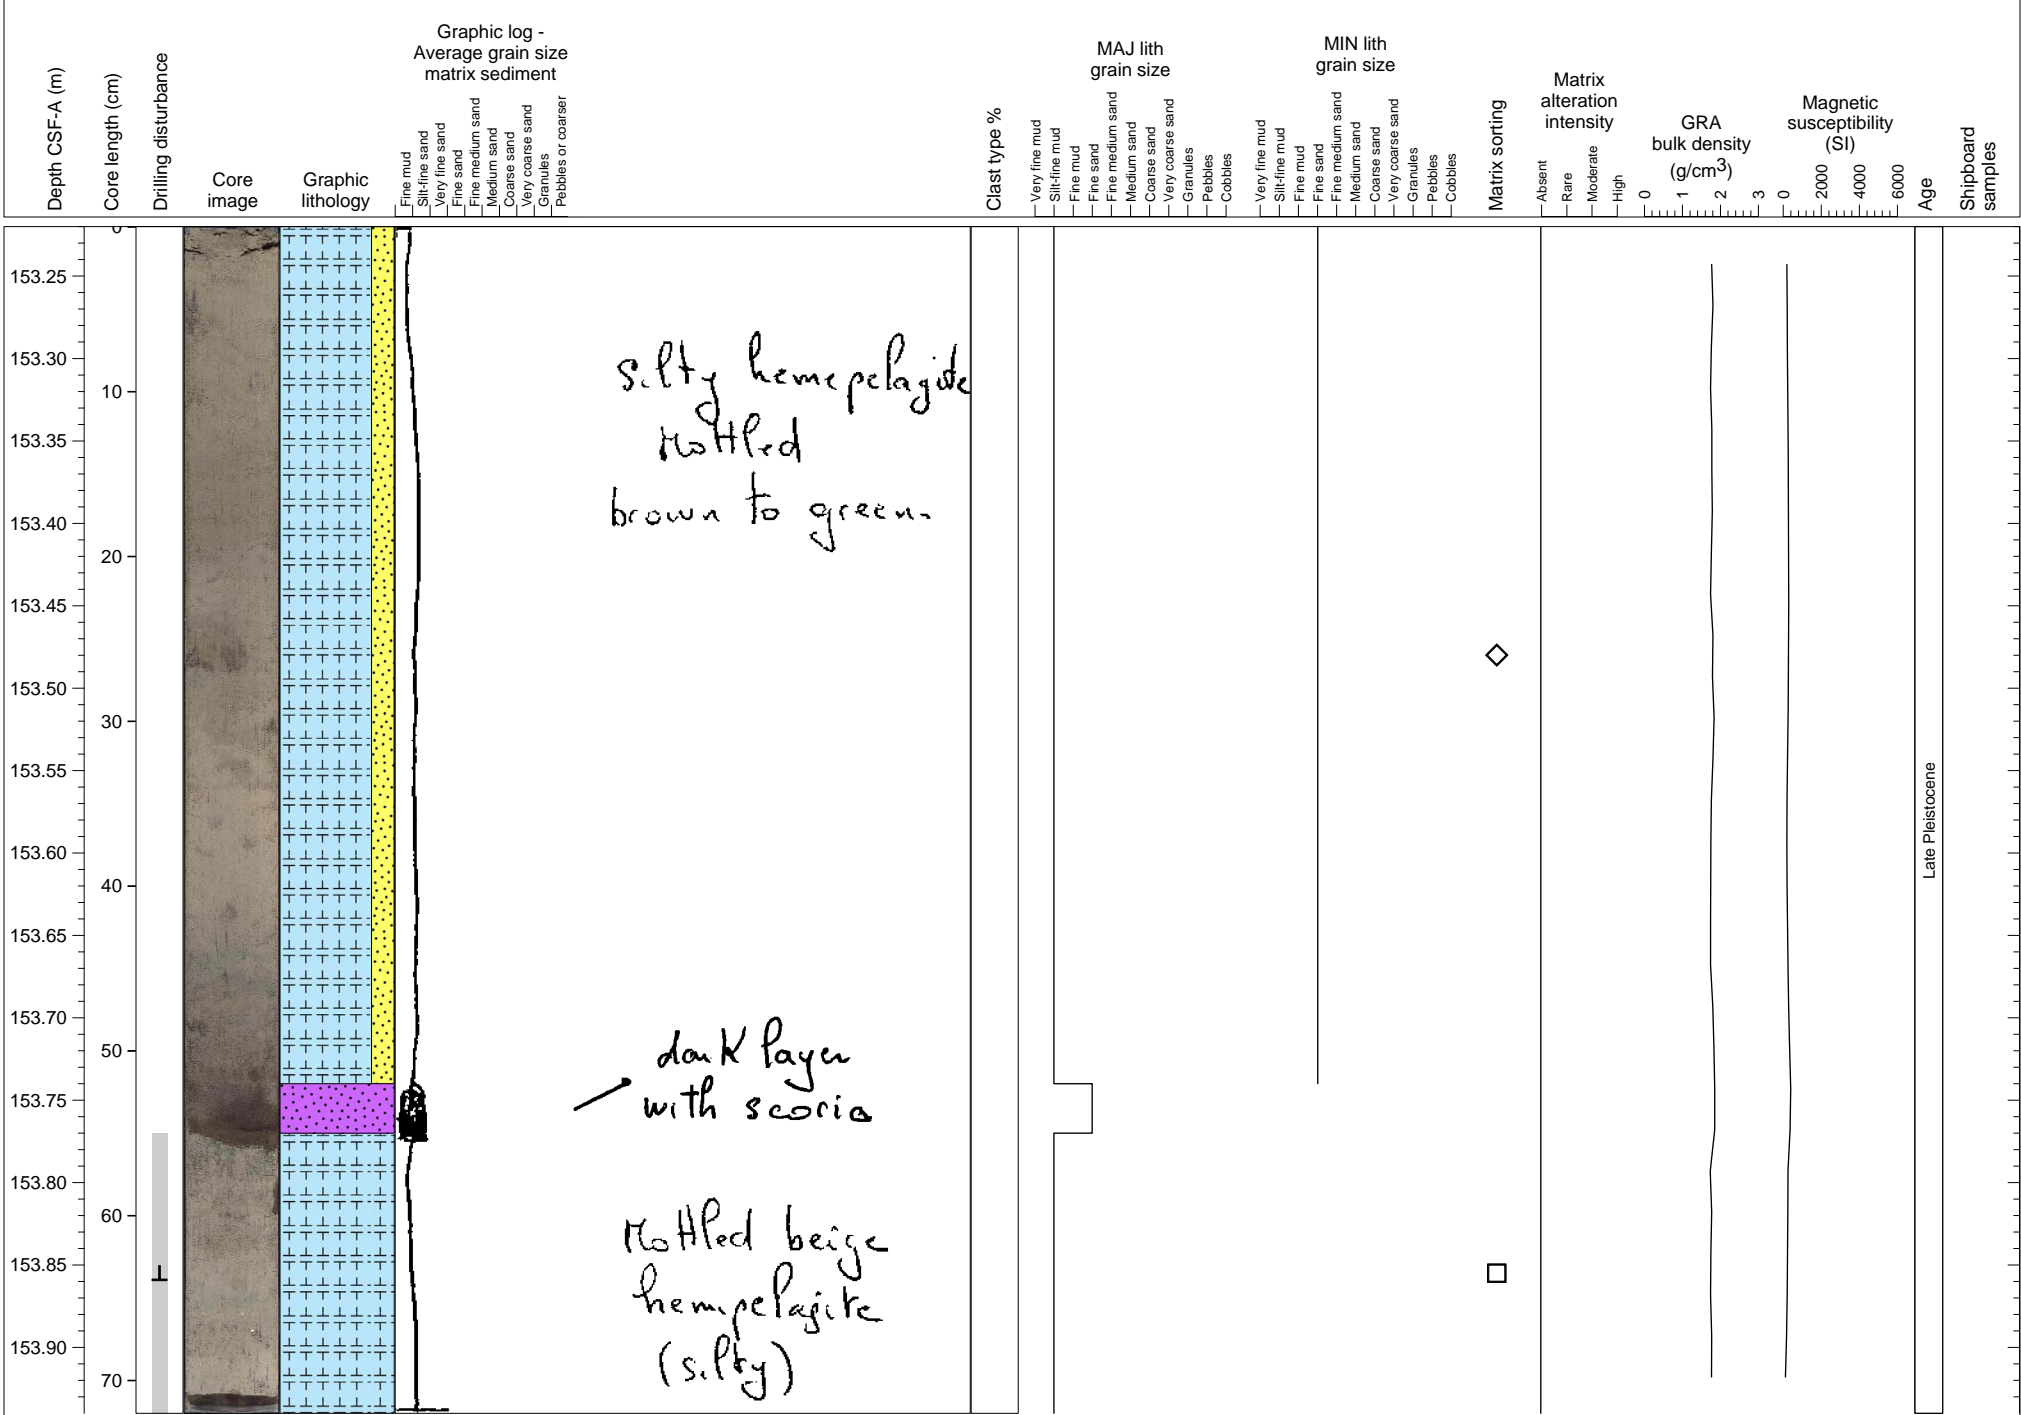 Graphic log -
Average grain size
matrix sediment
MAJ lith
grain size
MIN lith
grain size
Depth CSF-A (m)
Core length (cm)
Drilling disturbance
Core
image
Graphic
lithology
Fine mud
Silt-fine sand
Very fine sand
Fine sand
Fine medium sand
Medium sand
Coarse sand
Very coarse sand
Granules
Pebbles or coarser
Clast type %
Very fine mud
Silt-fine mud
Fine mud
Fine sand
Fine medium sand
Medium sand
Coarse sand
Very coarse sand
Granules
Pebbles
Cobbles
Very fine mud
Silt-fine mud
Fine mud
Fine sand
Fine medium sand
Medium sand
Coarse sand
Very coarse sand
Granules
Pebbles
Cobbles
Matrix sorting
Matrix
alteration
intensity
Absent
Rare
Moderate
High
GRA
bulk density
(g/cm3)
0 1 2 3
Magnetic
susceptibility
(SI)
0 2000 4000 6000
Age
Shipboard
samples
0
153.25
153.30
10
153.35
153.40
20
153.45
153.50
30
153.55
153.60
40
153.65
153.70
50
153.75
153.80
60
153.85
153.90
70
silty hemepelagite
Mottled
brown to green.
dark layer
with scoria
Mottled beige
hemipelagite
(silty)
Late Pleistocene